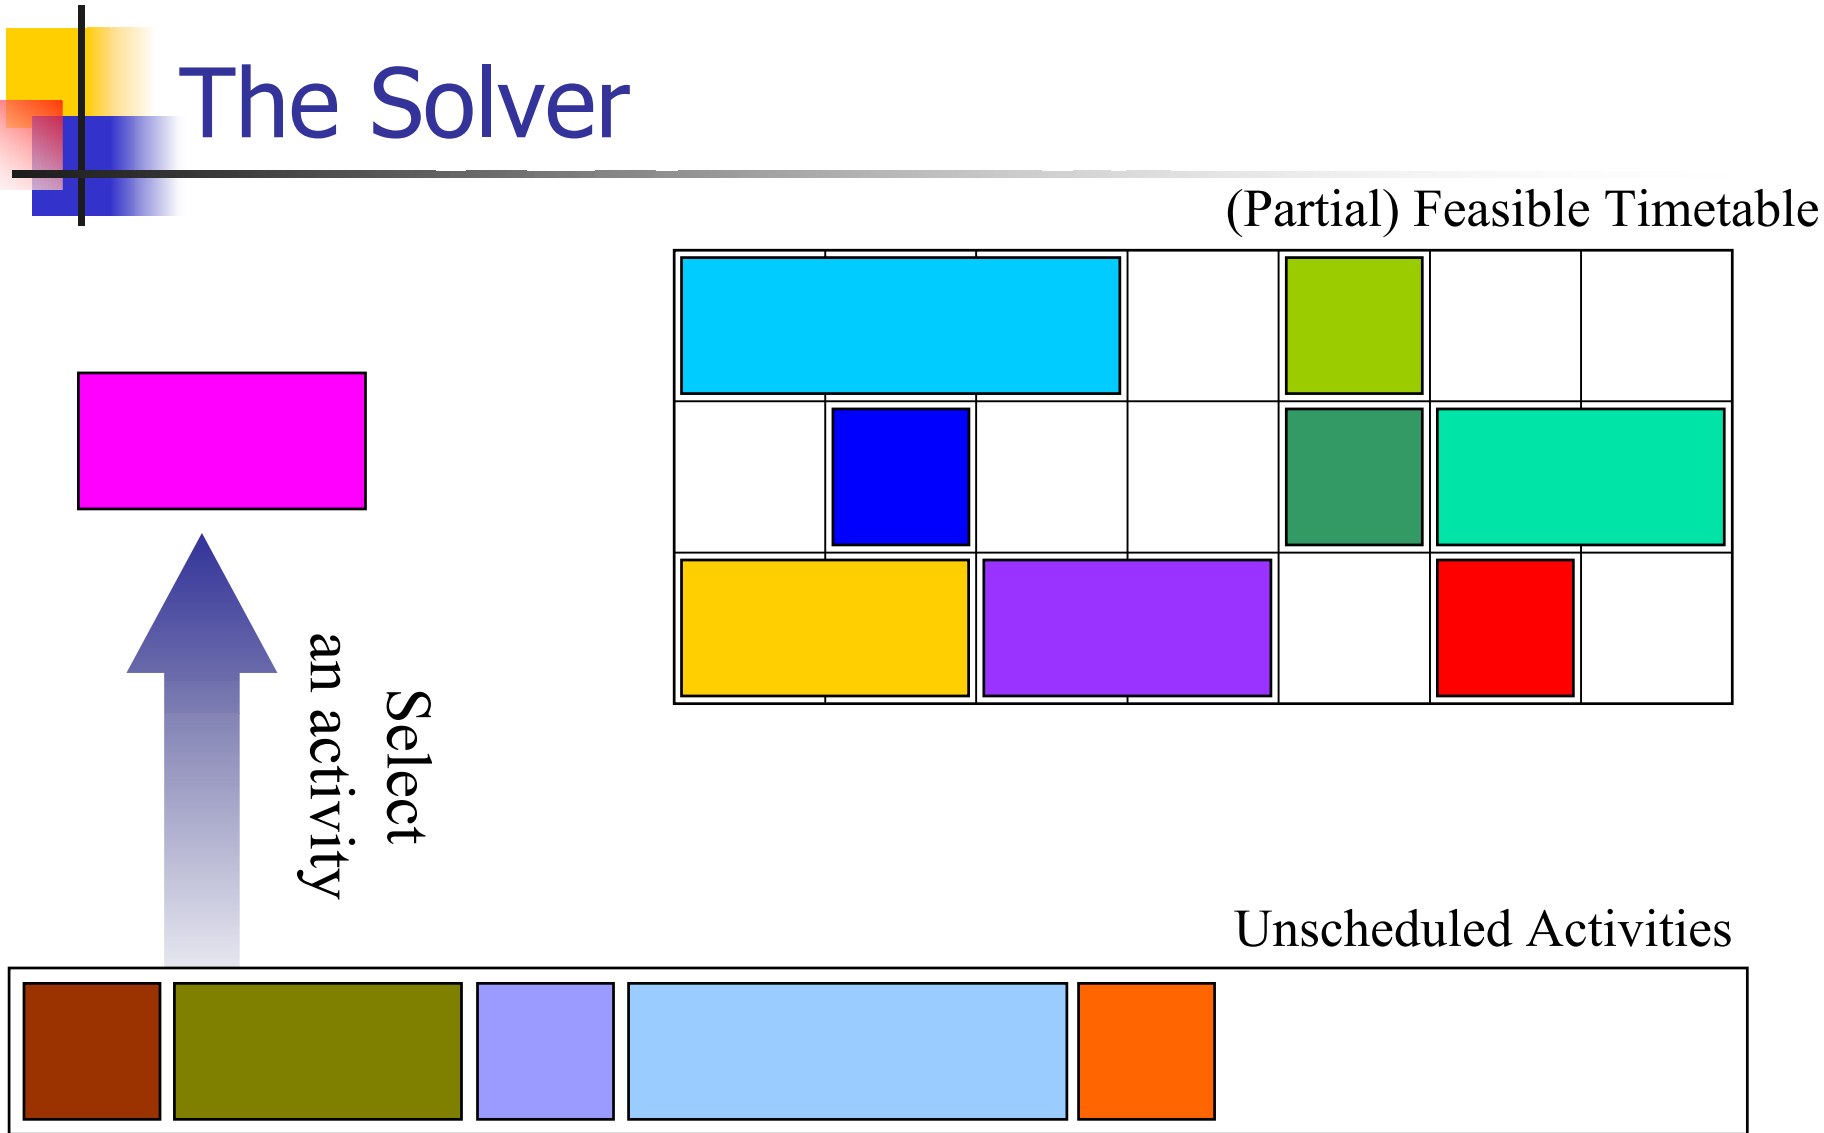 The Solver
(Partial) Feasible Timetable
Select
an activity
Unscheduled Activities